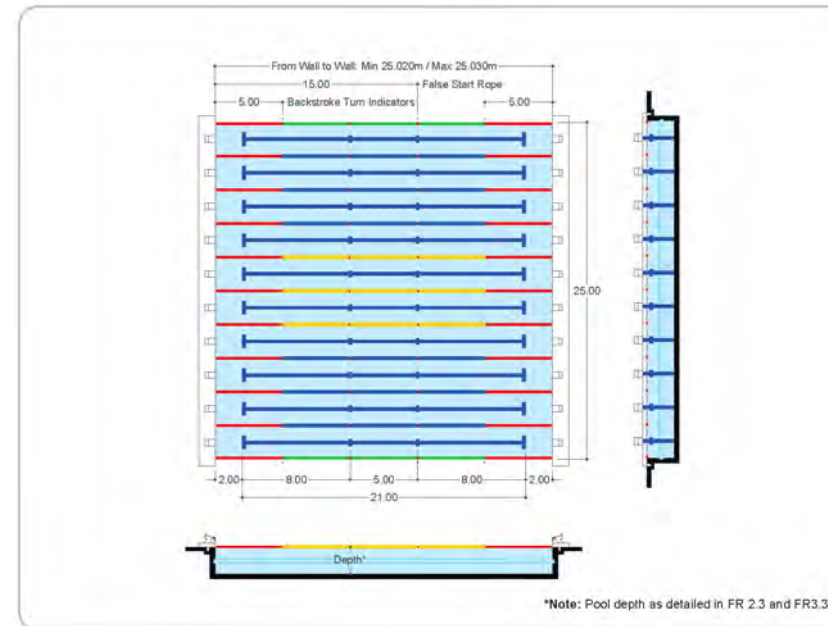 From Wall to Wall: Min 25.020m / Max 25.030m
15.00 False Start Rope
5.00 Backstroke Turn Indicators 5.00
25.00
2.00 8.00 5.00 8.00 2.00
21.00
Depth*
*Note: Pool depth as detailed in FR 2.3 and FR3.3